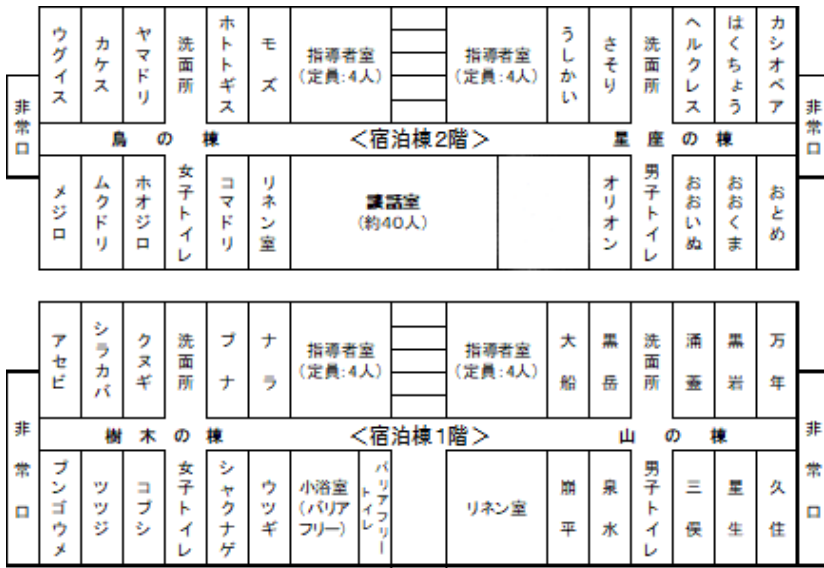 ウグイス
カケス
ヤマドリ
洗面所
ホトトギス
モズ
指導者室
(定員:4人)
指導者室
(定員:4人)
うしかい
さそり
洗面所
ヘルクレス
はくちょう
カシオペア
非常口
鳥の棟
<宿泊棟2階>
星座の棟
非常口
メジロ
ムクドリ
ホオジロ
女子トイレ
コマドリ
リネン室
講話室
(約40人)
オリオン
男子トイレ
おおいぬ
おおくま
おとめ
アセビ
シラカバ
クヌギ
洗面所
ブナ
ナラ
指導者室
(定員:4人)
指導者室
(定員:4人)
大船
黒岳
洗面所
涌蓋
黒岩
万年
非常口
樹木の棟
<宿泊棟1階>
山の棟
非常口
ブンゴウメ
ツツジ
コブシ
女子トイレ
シャクナゲ
ウツギ
小浴室
(バリア
フリー)
バリアフリー
トイレ
リネン室
崩平
泉水
男子トイレ
三俣
星生
久住